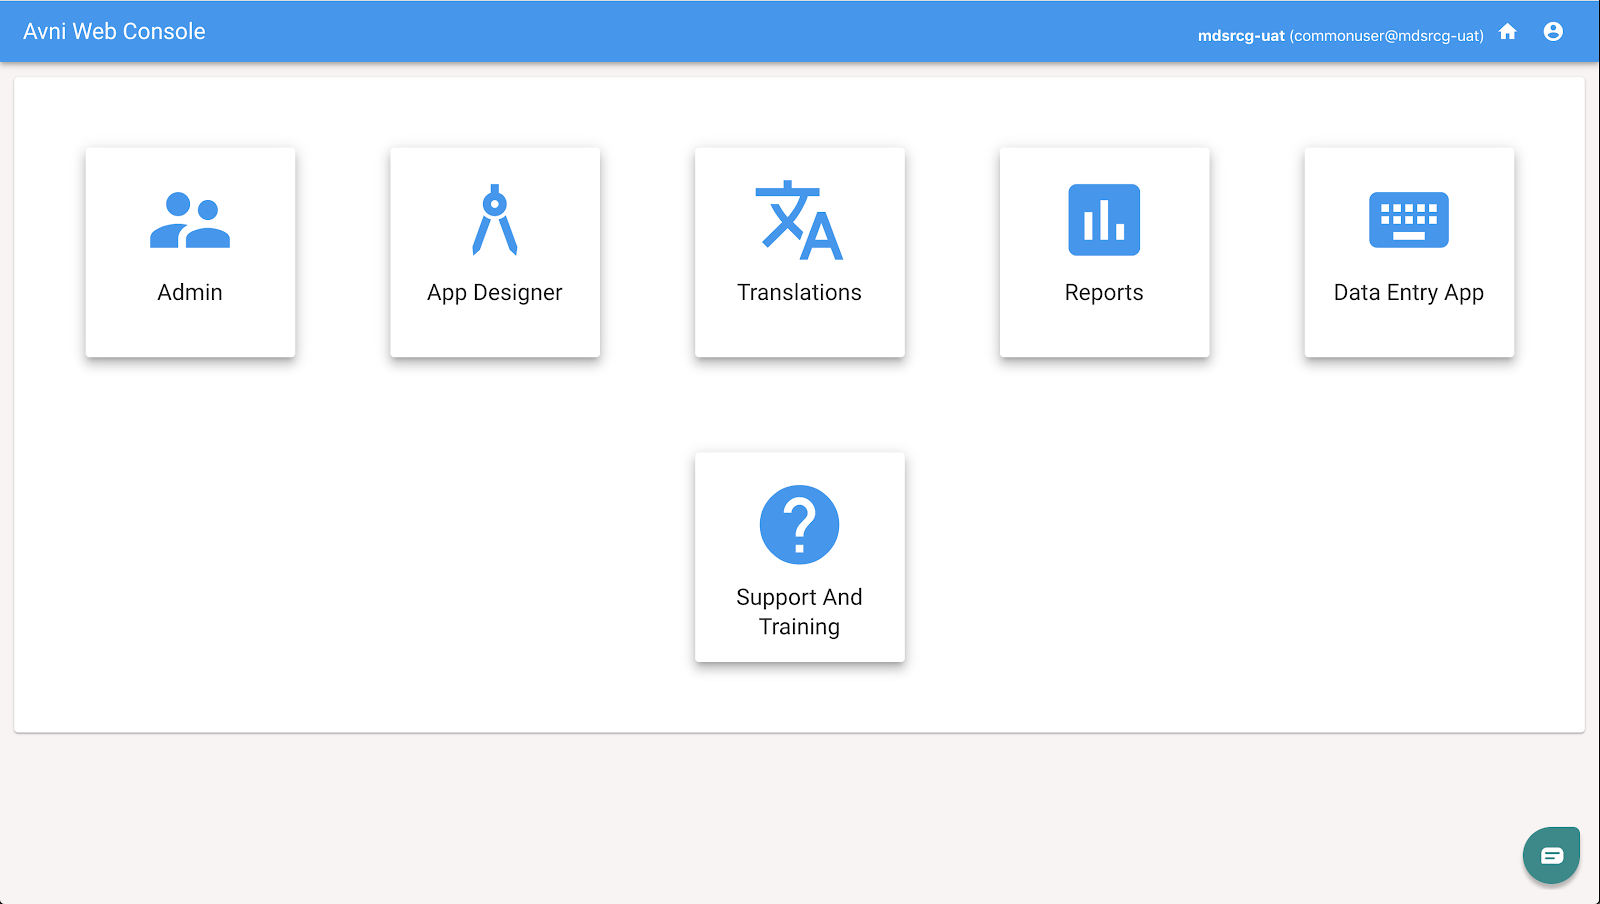 Avni Web Console
mdsrcg-uat (commonuser@mdsrcg-uat)
Admin
App Designer
Translations
Reports
Data Entry App
Support And
Training